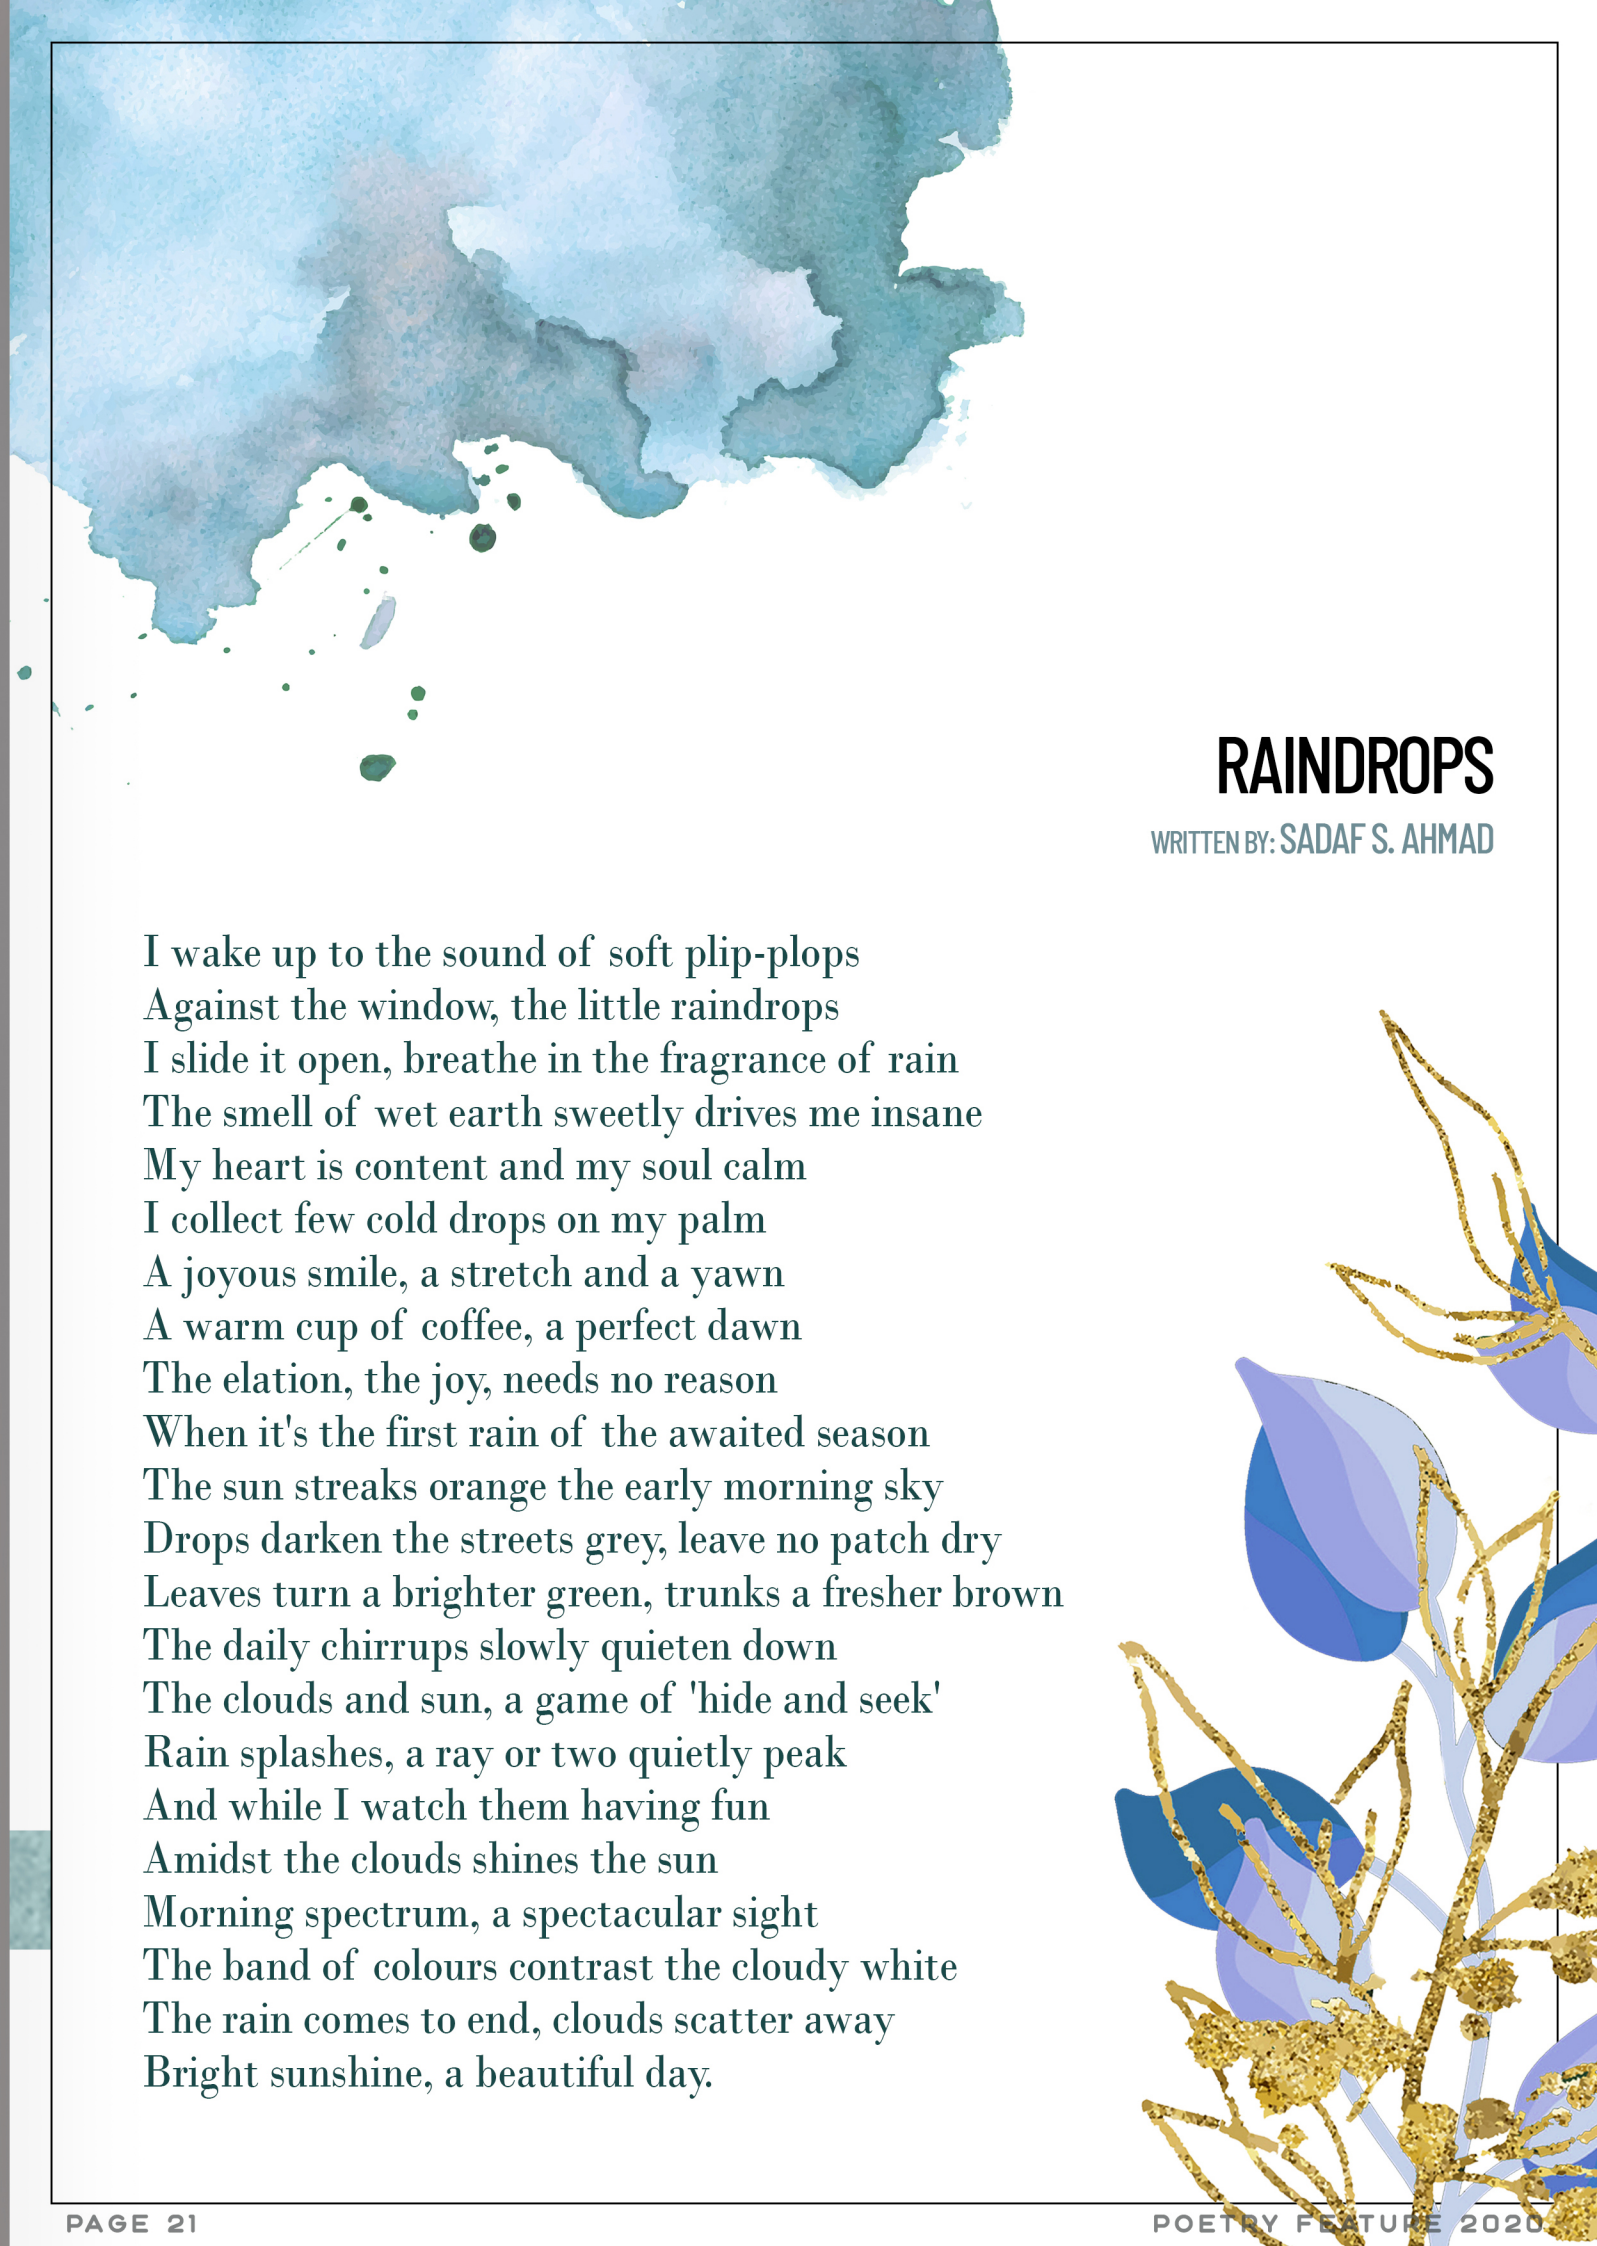 RAINDROPS
WRITTEN BY: SADAF S. AHMAD
I wake up to the sound of soft plip-plops
Against the window, the little raindrops
I slide it open, breathe in the fragrance of rain
The smell of wet earth sweetly drives me insane
My heart is content and my soul calm
I collect few cold drops on my palm
A joyous smile, a stretch and a yawn
A warm cup of coffee, a perfect dawn
The elation, the joy, needs no reason
When it's the first rain of the awaited season
The sun streaks orange the early morning sky
Drops darken the streets grey, leave no patch dry
Leaves turn a brighter green, trunks a fresher brown
The daily chirrups slowly quieten down
The clouds and sun, a game of 'hide and seek'
Rain splashes, a ray or two quietly peak
And while I watch them having fun
Amidst the clouds shines the sun
Morning spectrum, a spectacular sight
The band of colours contrast the cloudy white
The rain comes to end, clouds scatter away
Bright sunshine, a beautiful day.
PAGE 21
POETRY FEATURE 2020